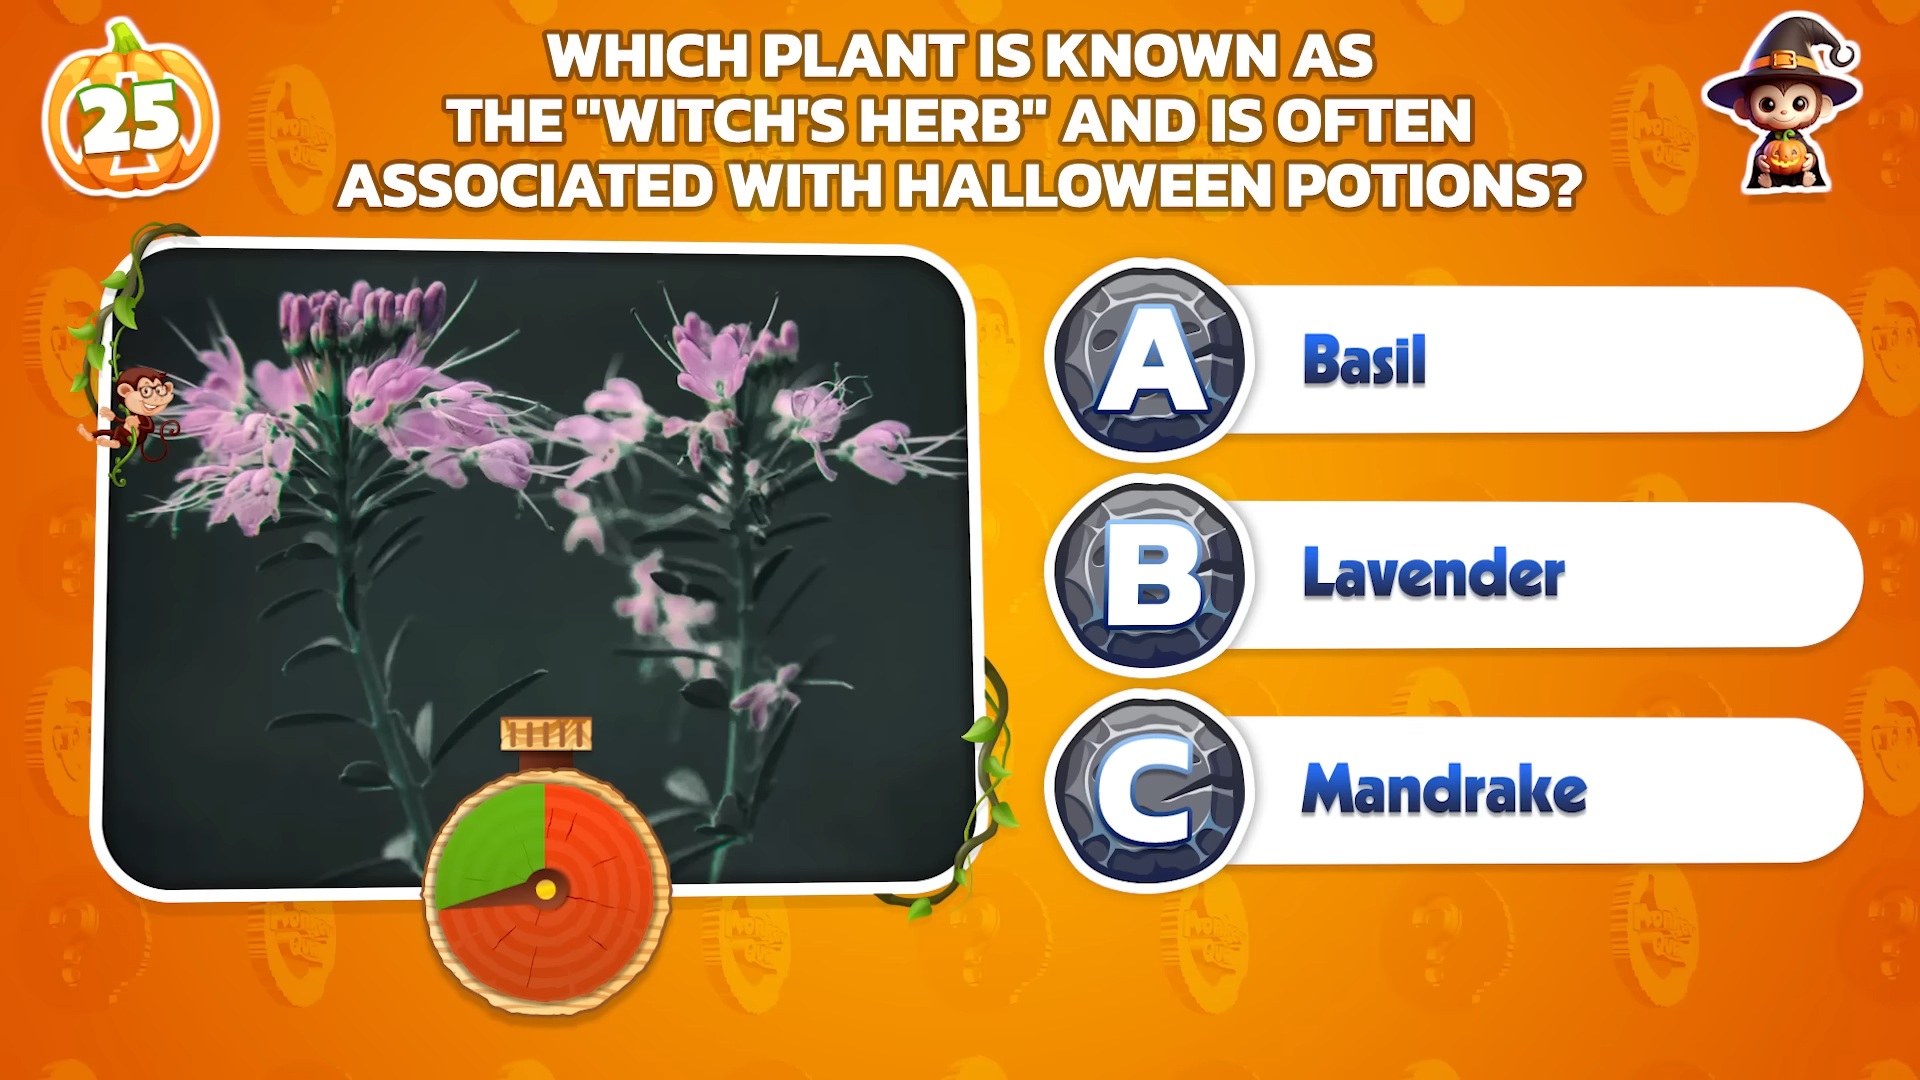 25
WHICH PLANT IS KNOWN AS
THE "WITCH'S HERB" AND IS OFTEN
ASSOCIATED WITH HALLOWEEN POTIONS?
A Basil
B Lavender
C Mandrake